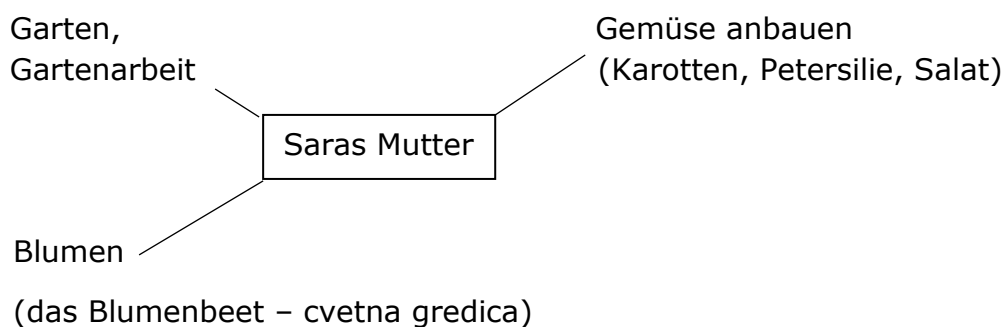 Garten,
Gartenarbeit
Gemüse anbauen
(Karotten, Petersilie, Salat)
Saras Mutter
Blumen
(das Blumenbeet – cvetna gredica)